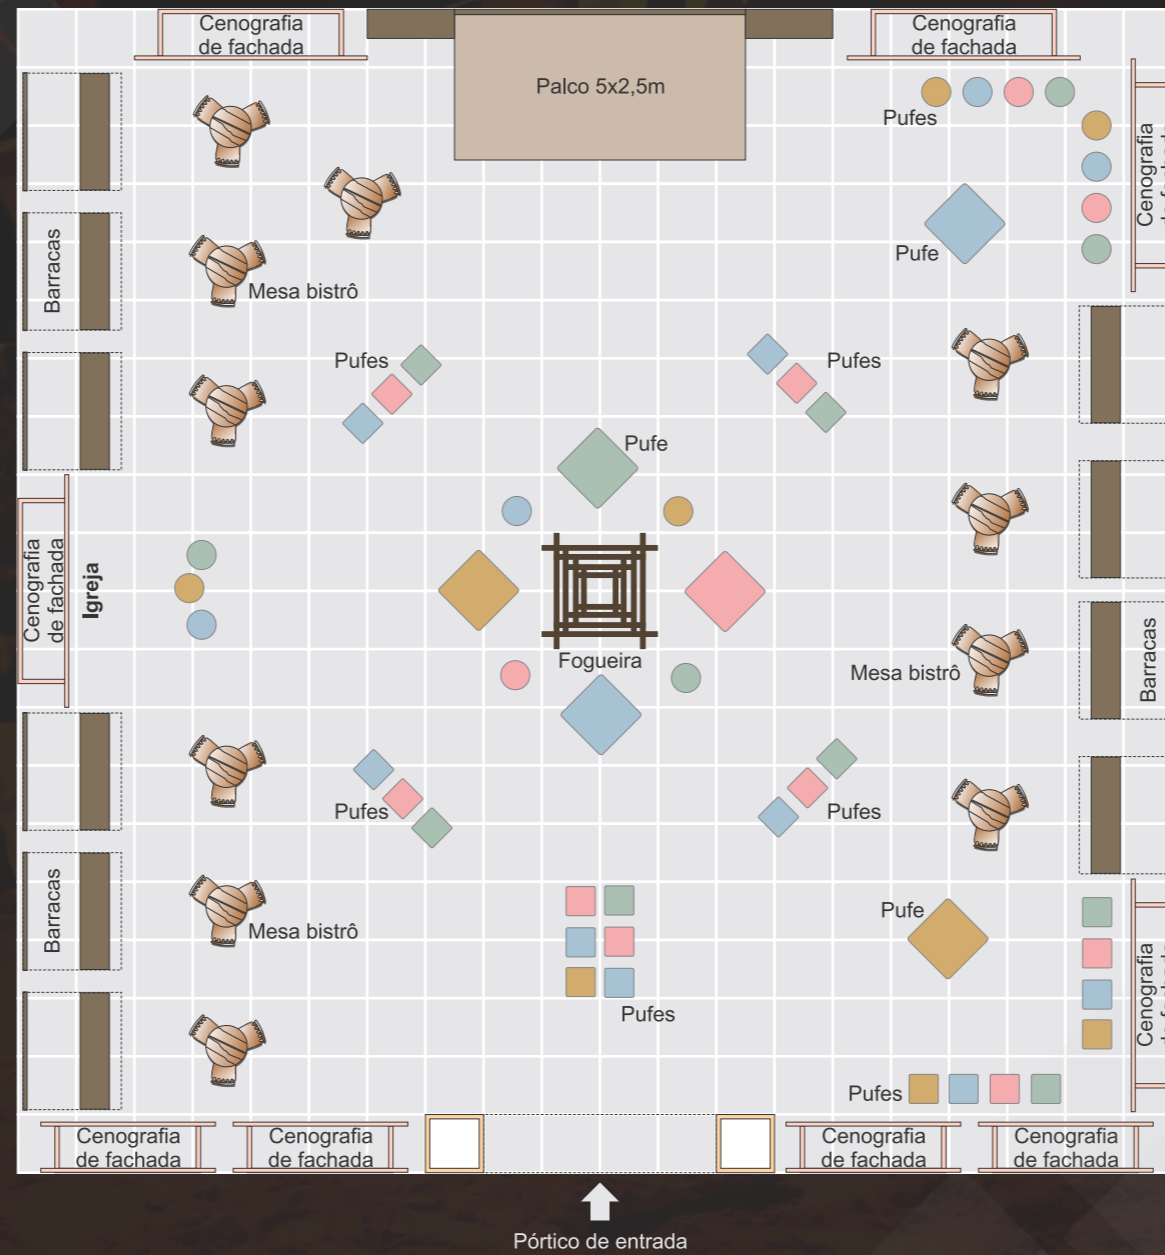 Cenografia
de fachada
Palco 5x2,5m
Cenografia
de fachada
Pufes
Cenografia
Pufe
Barracas
Mesa bistrô
Pufes
Pufes
Pufe
Cenografia
de fachada
Igreja
Fogueira
Mesa bistrô
Barracas
Pufes
Pufes
Barracas
Mesa bistrô
Pufe
Cenografia
Pufes
Pufes
Cenografia
de fachada
Cenografia
de fachada
Cenografia
de fachada
Cenografia
de fachada
Pórtico de entrada